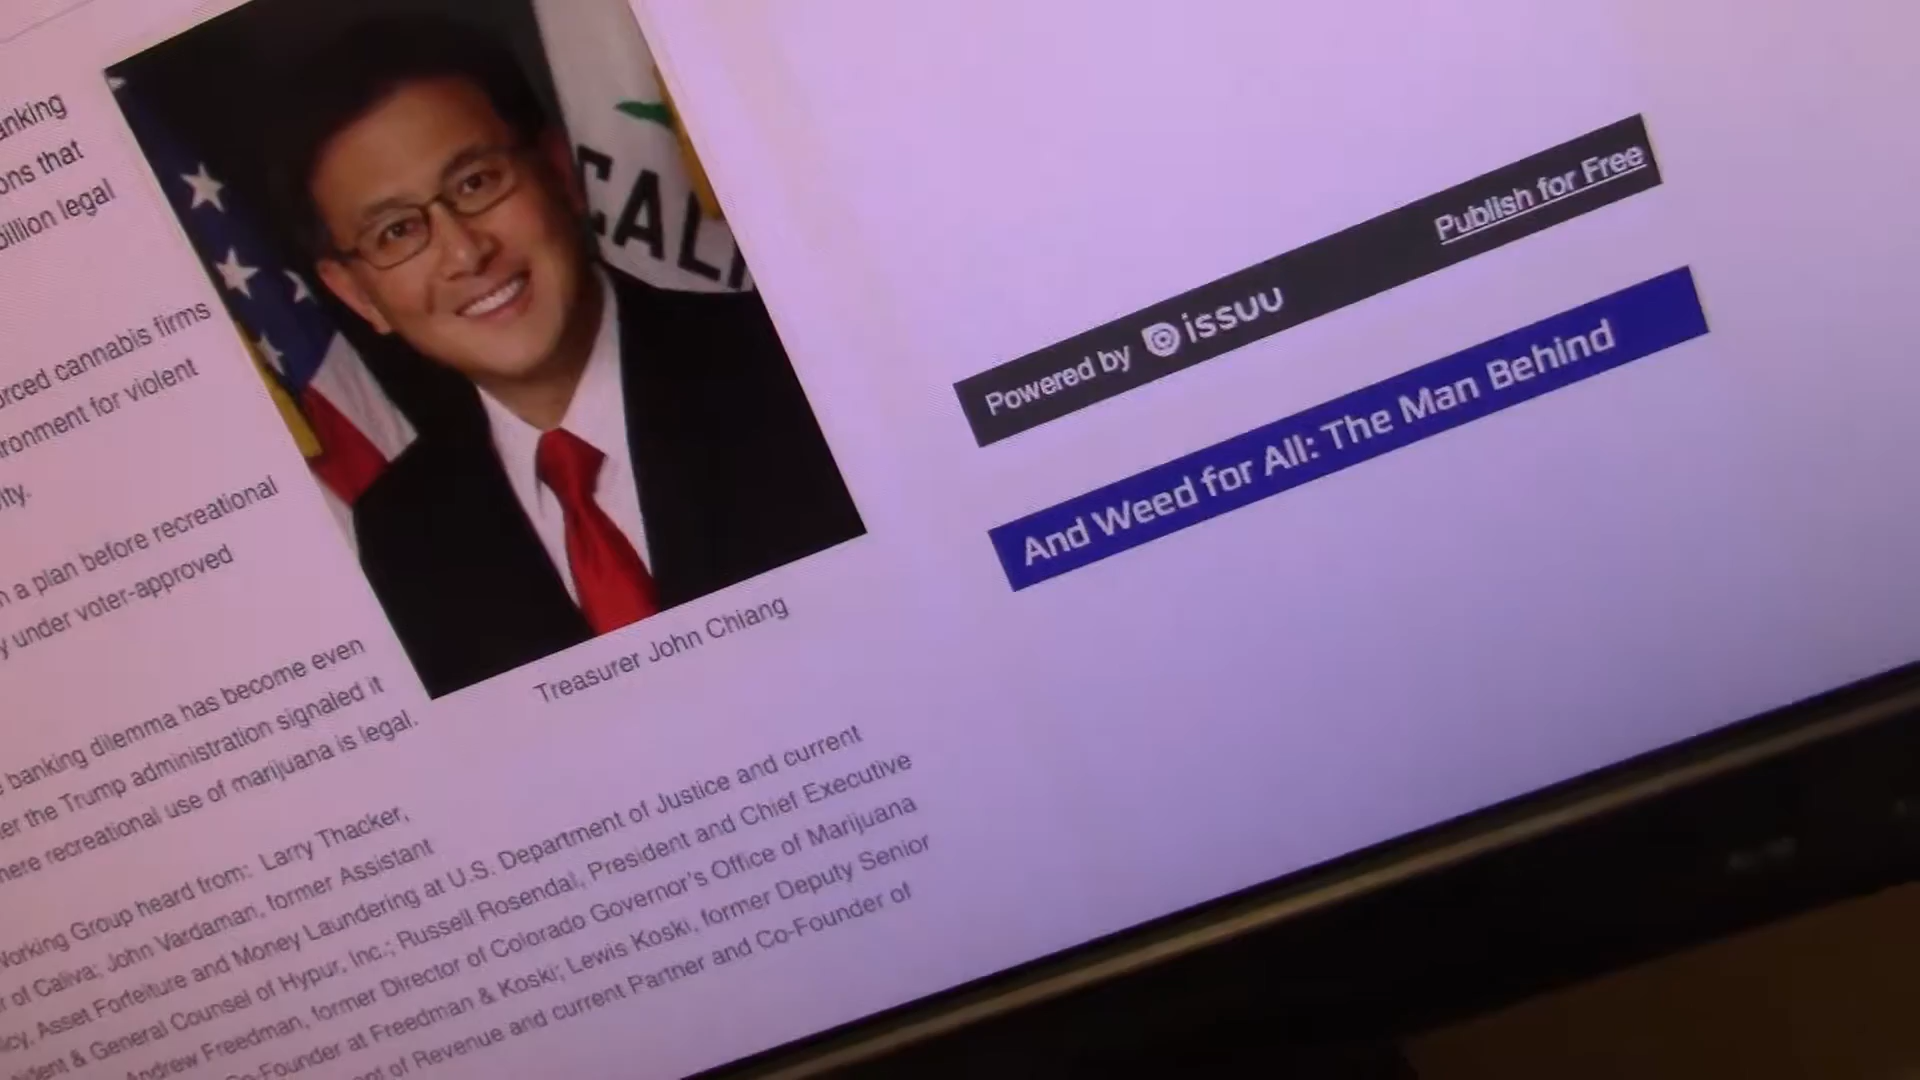 anking
ons that
billion legal
orced cannabis firms
ironment for violent
ity.
n a plan before recreational
y under voter-approved
banking dilemma has become even
er the Trump administration signaled it
here recreational use of marijuana is legal.
Working Group heard from: Larry Thacker,
r of Caliva; John Vardaman, former Assistant
icy, Asset Forfeiture and Money Laundering at U.S. Department of Justice and current
ident & General Counsel of Hypur, Inc.; Russell Rosendal, President and Chief Executive
Andrew Freedman, former Director of Colorado Governor's Office of Marijuana
Co-Founder at Freedman & Koski; Lewis Koski, former Deputy Senior
of Revenue and current Partner and Co-Founder of
CALI
Treasurer John Chiang
Powered by issuu
Publish for Free
And Weed for All: The Man Behind